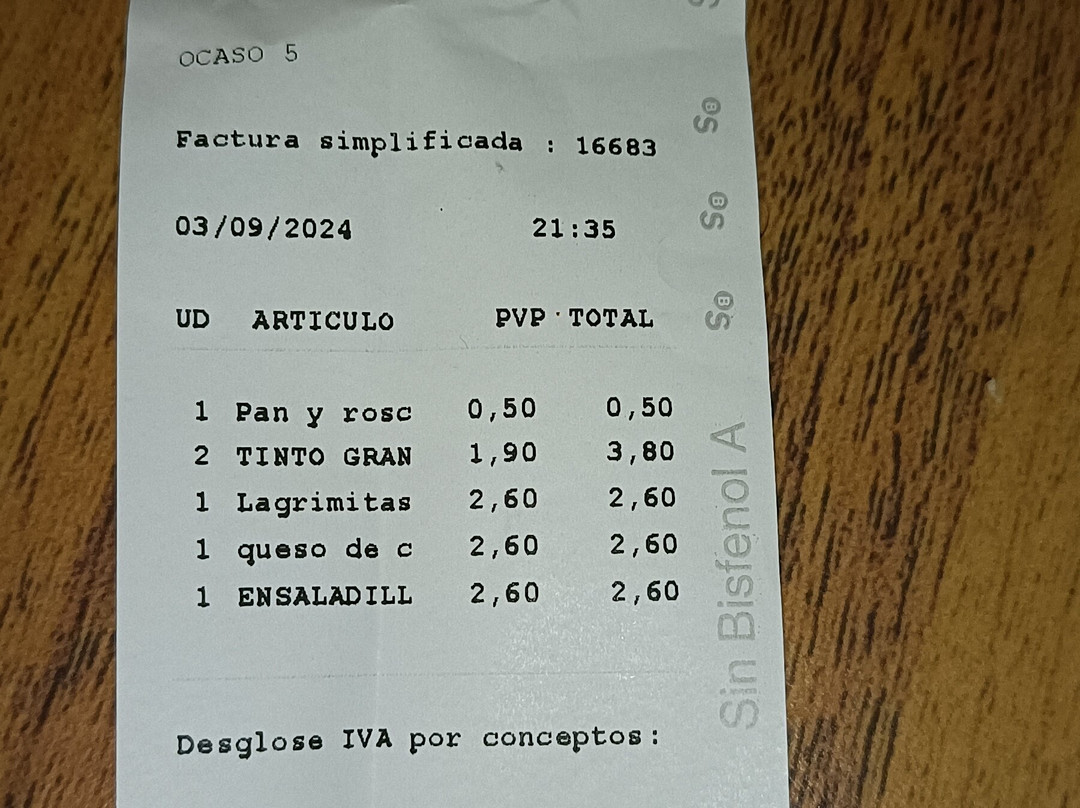 OCASO 5
Factura simplificada : 16683
03/09/2024 21:35
UD ARTICULO PVP TOTAL
1 Pan y rosc 0,50 0,50
2 TINTO GRAN 1,90 3,80
1 Lagrimitas 2,60 2,60
1 queso de c 2,60 2,60
1 ENSALADILL 2,60 2,60
Desglose IVA por conceptos:
Sin Bisfenol A